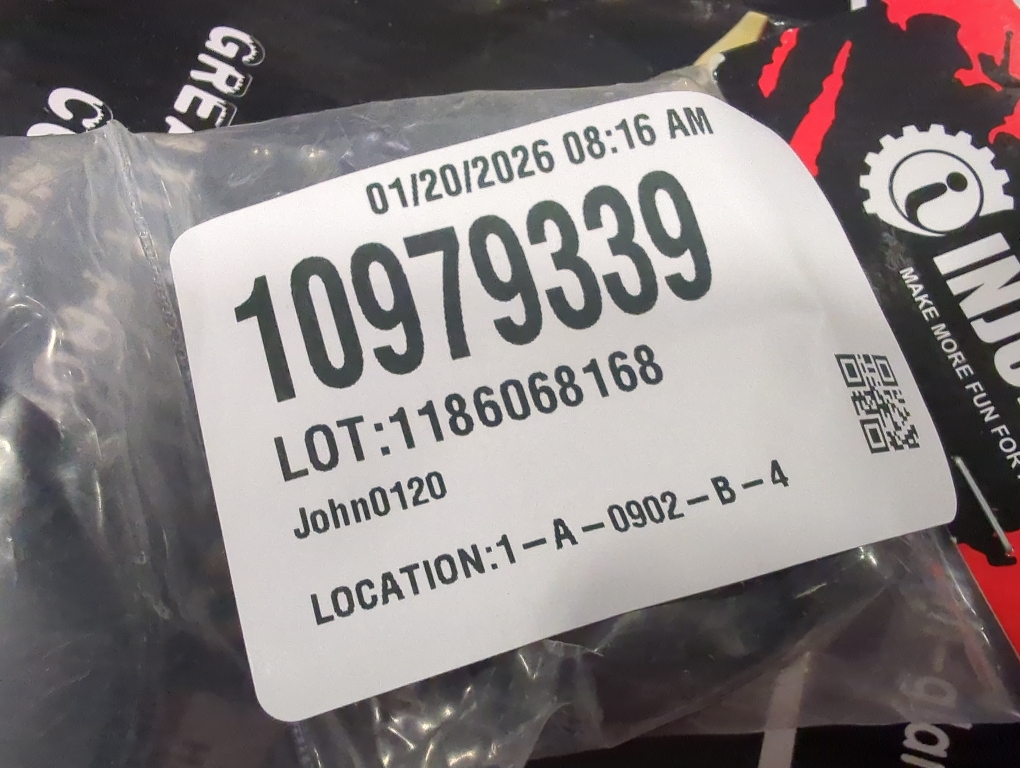 01/20/2026 08:16 AM
10979339
LOT:1186068168
John0120
LOCATION:1-A-0902-B-4
MAKE MORE FUN FOR